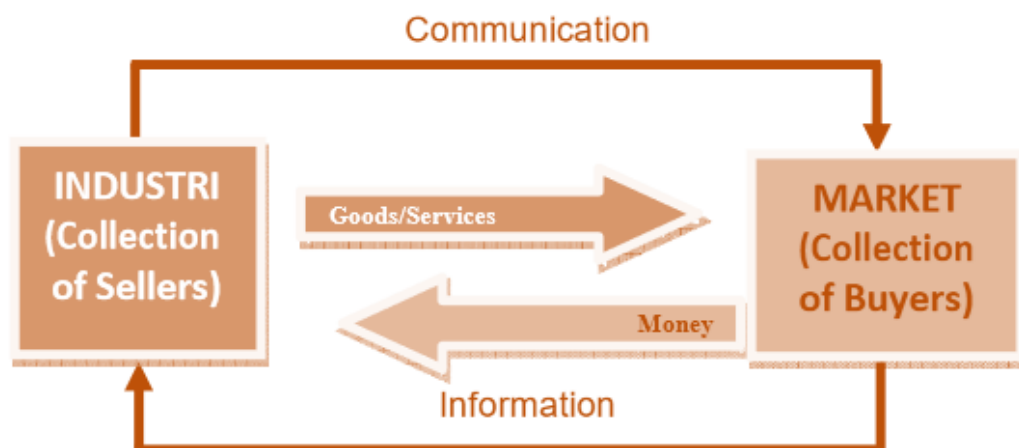 Communication
INDUSTRI
(Collection
of Sellers)
Goods/Services
MARKET
(Collection
of Buyers)
Money
Information